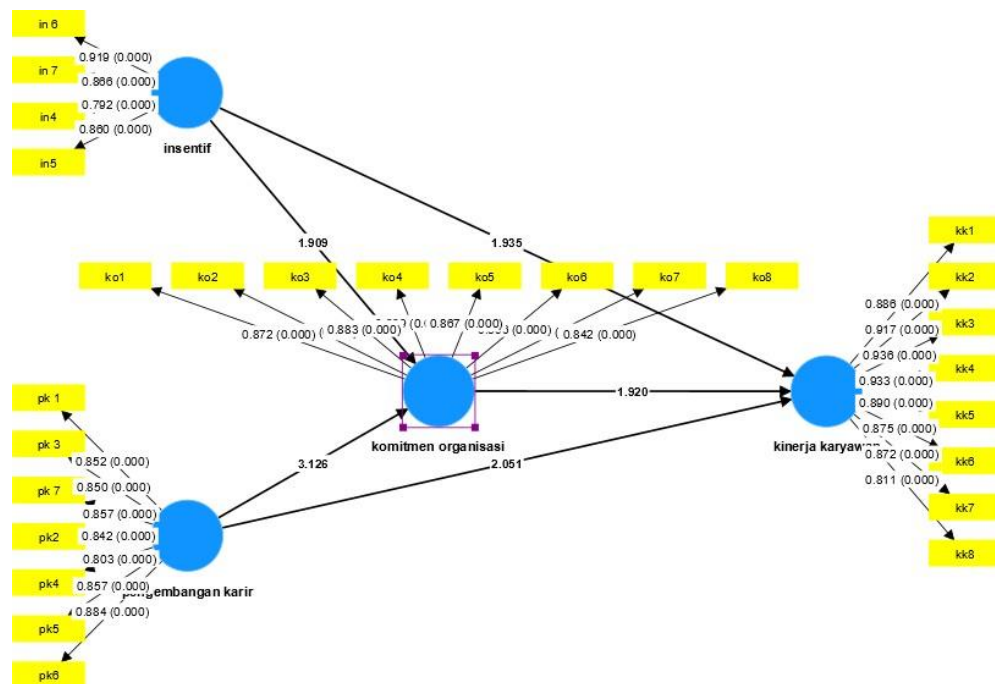 in 6
in 7
in4
in5
0.919 (0.000)
0.866 (0.000)
0.792 (0.000)
0.860 (0.000)
insentif
1.909
1.935
ko1
ko2
ko3
ko4
ko5
ko6
ko7
ko8
0.872 (0.000)
0.883 (0.000)
0.867 (0.000)
0.842 (0.000)
komitmen organisasi
1.920
kk1
kk2
kk3
kk4
kk5
kk6
kk7
kk8
0.886 (0.000)
0.917 (0.000)
0.936 (0.000)
0.933 (0.000)
0.890 (0.000)
0.875 (0.000)
0.872 (0.000)
0.811 (0.000)
kinerja karyawan
pk 1
pk 3
pk 7
pk2
pk4
pk5
pk6
0.852 (0.000)
0.850 (0.000)
0.857 (0.000)
0.842 (0.000)
0.803 (0.000)
0.857 (0.000)
0.884 (0.000)
pengembangan karir
3.126
2.051